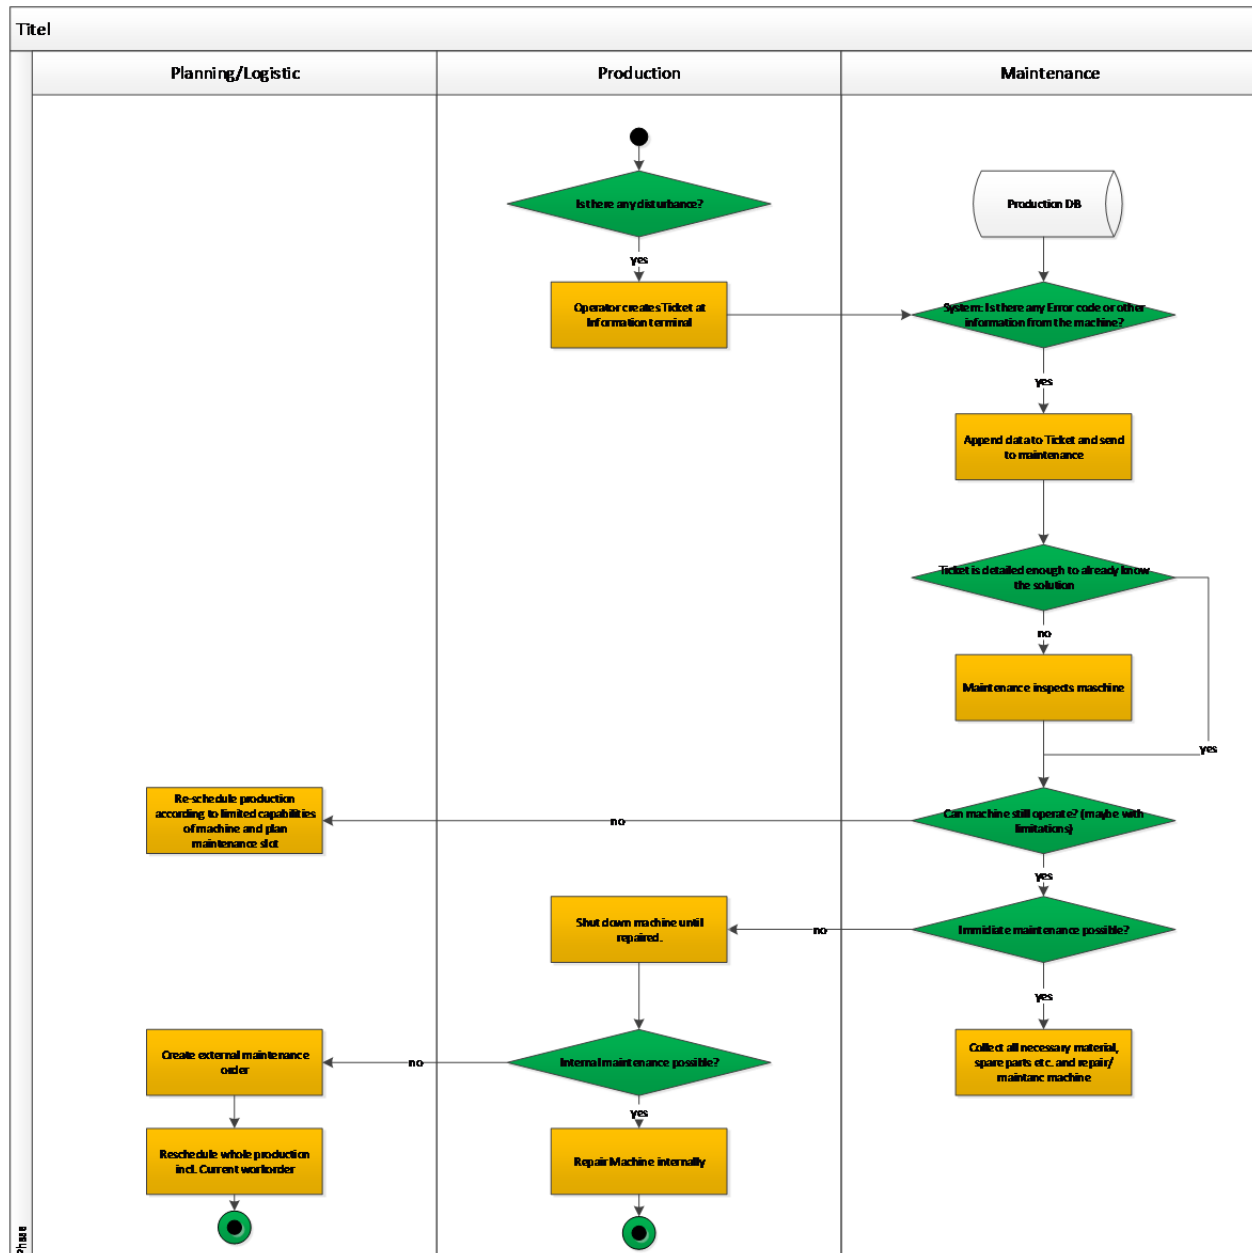 Titel
Planning/Logistic
Production
Maintenance
Is there any disturbance?
Production DB
yes
Operator creates Ticket at
Information terminal
System: Is there any Error code or other
information from the machine?
yes
Append data to Ticket and send
to maintenance
Ticket is detailed enough to already know
the solution
no
Maintenance inspects maschine
yes
Re-schedule production
according to limited capabilities
of machine and plan
maintenance slot
no
Can machine still operate? (maybe with
limitations)
yes
Shut down machine until
repaired.
no
Immidiate maintenance possible?
yes
Create external maintenance
order
no
Internal maintenance possible?
Collect all necessary material,
spare parts etc. and repair/
maintanc machine
yes
Reschedule whole production
incl. Current workorder
Repair Machine internally
Phase